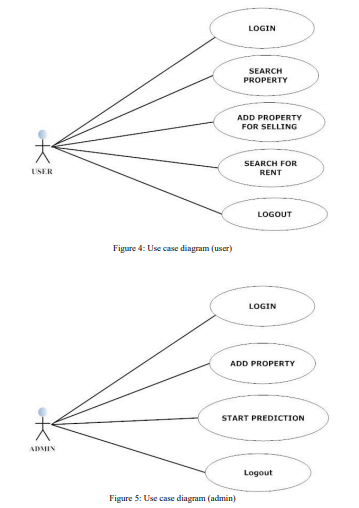 LOGIN
SEARCH
PROPERTY
ADD PROPERTY
FOR SELLING
SEARCH FOR
RENT
LOGOUT
USER
Figure 4: Use case diagram (user)
LOGIN
ADD PROPERTY
START PREDICTION
Logout
ADMIN
Figure 5: Use case diagram (admin)